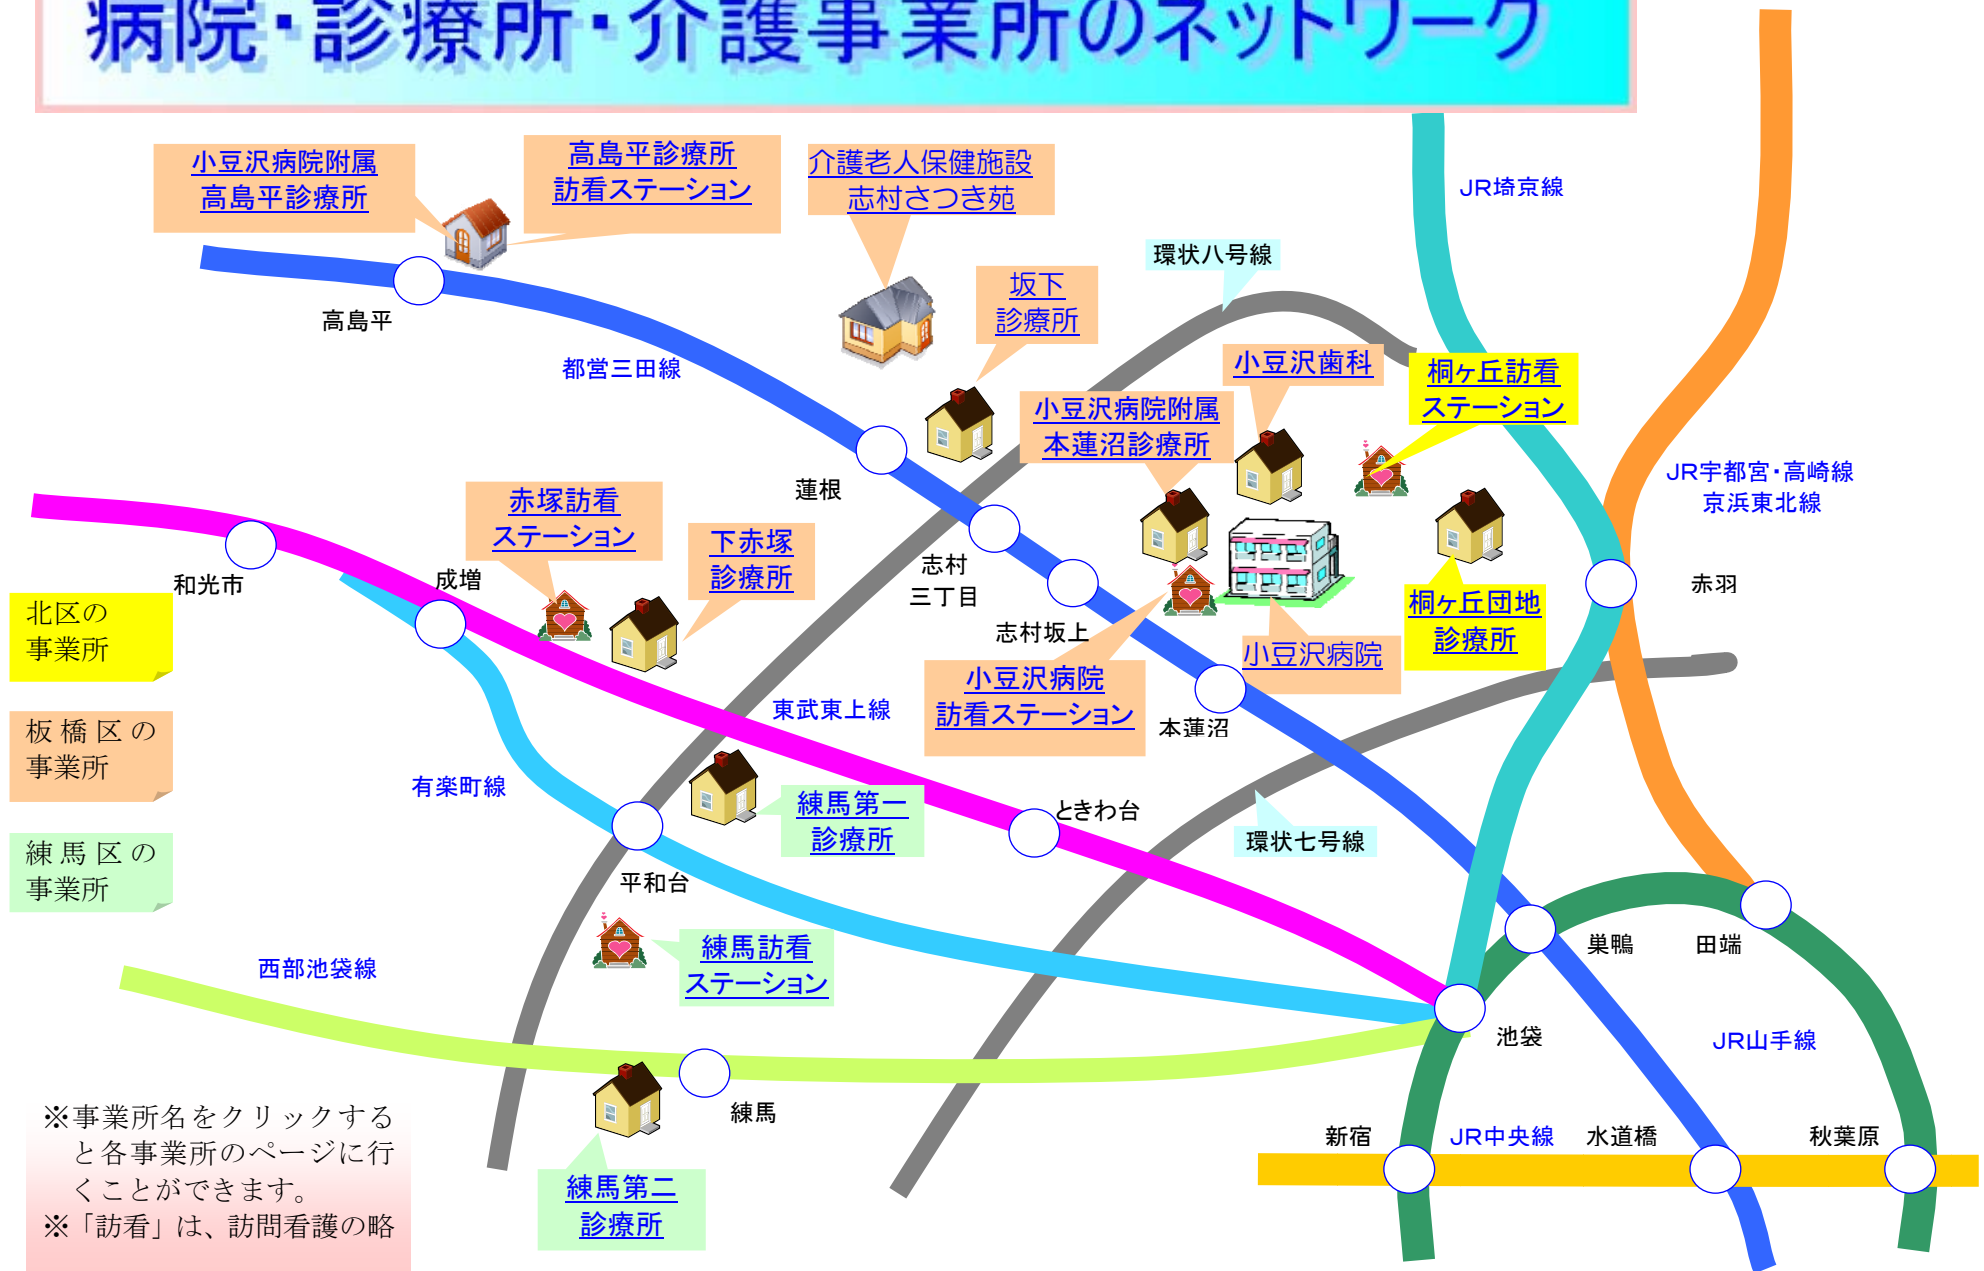 病院・診療所・介護事業所のネットワーク
小豆沢病院附属
高島平診療所
高島平診療所
訪看ステーション
介護老人保健施設
志村さつき苑
JR埼京線
環状八号線
坂下
診療所
高島平
都営三田線
小豆沢歯科
桐ヶ丘訪看
ステーション
小豆沢病院附属
本蓮沼診療所
JR宇都宮・高崎線
京浜東北線
蓮根
赤塚訪看
ステーション
下赤塚
診療所
志村
三丁目
和光市
成増
赤羽
北区の
事業所
桐ヶ丘団地
診療所
志村坂上
小豆沢病院
小豆沢病院
訪看ステーション
本蓮沼
東武東上線
板橋区の
事業所
有楽町線
練馬第一
診療所
ときわ台
環状七号線
練馬区の
事業所
平和台
練馬訪看
ステーション
西部池袋線
巣鴨
田端
池袋
JR山手線
練馬
※事業所名をクリックする
と各事業所のページに行
くことができます。
※「訪看」は、訪問看護の略
新宿
JR中央線
水道橋
秋葉原
練馬第二
診療所